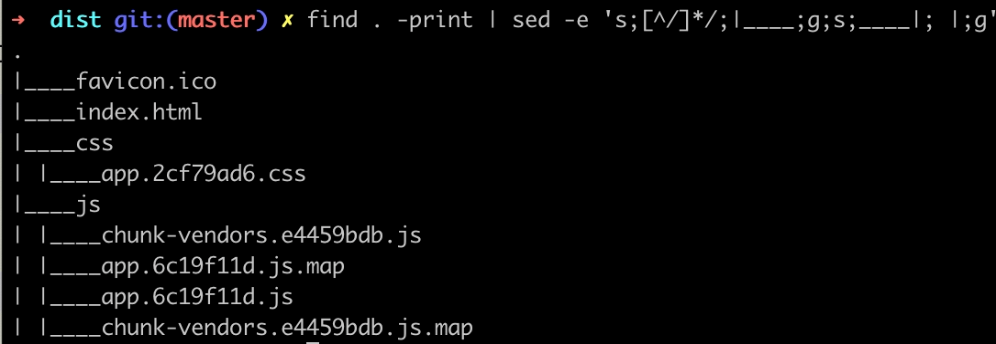 ➜  dist git:(master) ✗ find . -print | sed -e 's;[^/]*/;|____;g;s;____|; |;g'
.
|____favicon.ico
|____index.html
|____css
| |____app.2cf79ad6.css
|____js
| |____chunk-vendors.e4459bdb.js
| |____app.6c19f11d.js.map
| |____app.6c19f11d.js
| |____chunk-vendors.e4459bdb.js.map